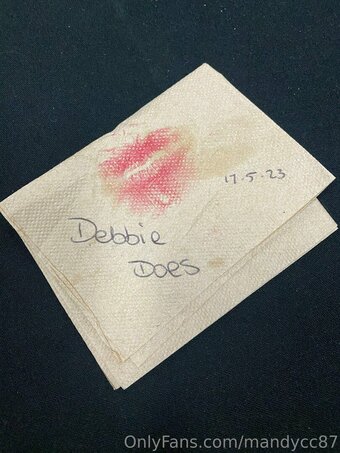 17.5.23
Debbie
Does
OnlyFans.com/mandycc87